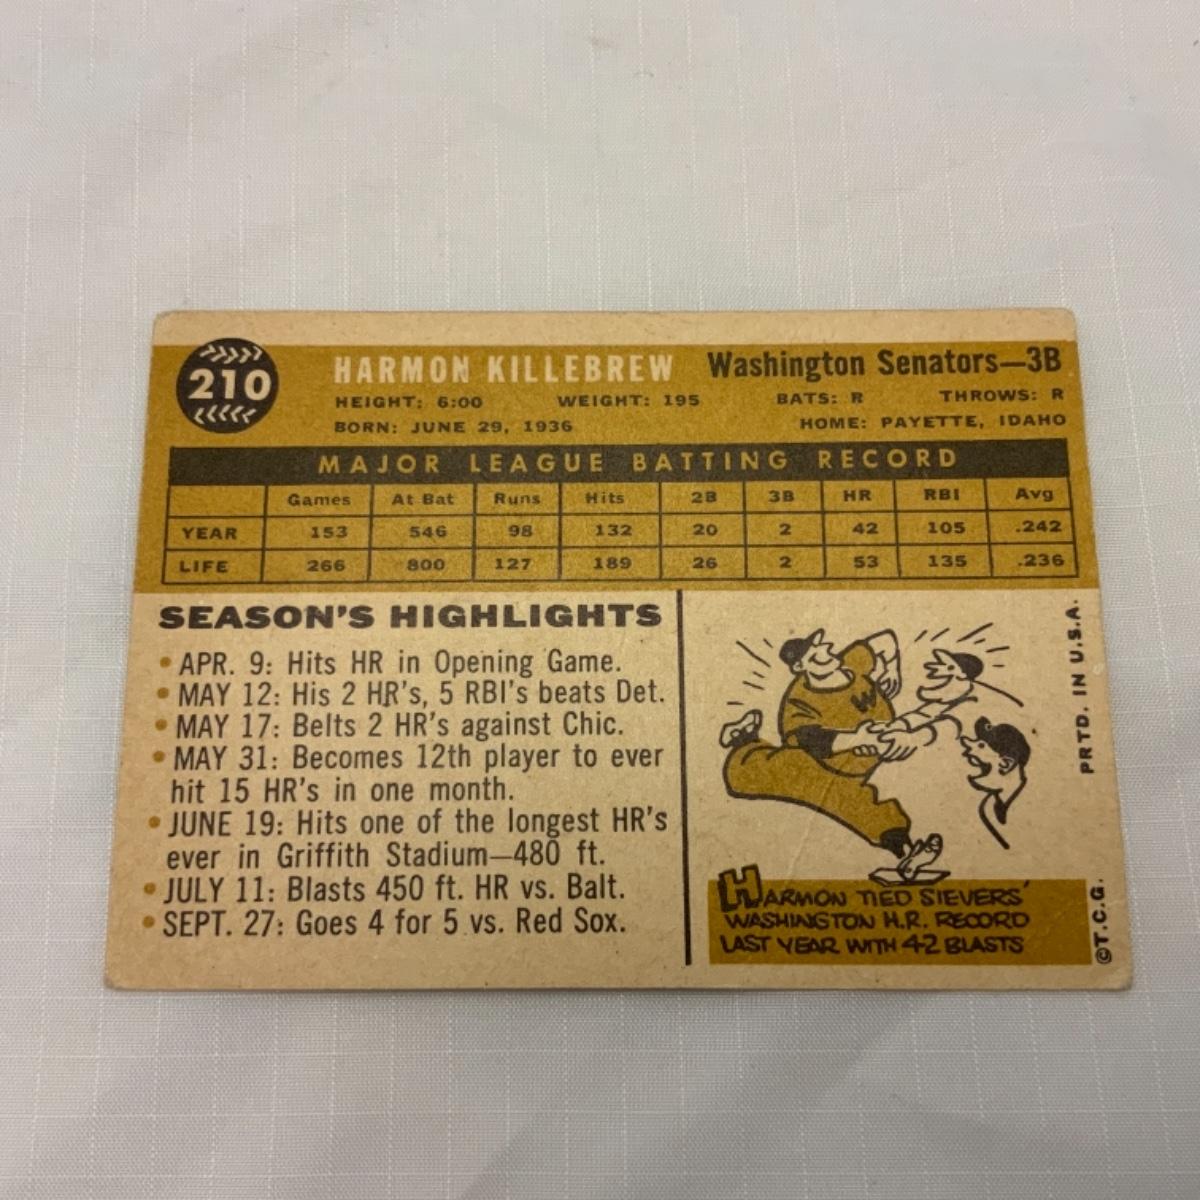 210
HARMON KILLEBREW Washington Senators—3B
HEIGHT: 6:00 WEIGHT: 195 BATS: R THROWS: R
BORN: JUNE 29, 1936 HOME: PAYETTE, IDAHO
MAJOR LEAGUE BATTING RECORD
Games At Bat Runs Hits 2B 3B HR RBI Avg
YEAR 153 546 98 132 20 2 42 105 .242
LIFE 266 800 127 189 26 2 53 135 .236
SEASON'S HIGHLIGHTS
• APR. 9: Hits HR in Opening Game.
• MAY 12: His 2 HR's, 5 RBI's beats Det.
• MAY 17: Belts 2 HR's against Chic.
• MAY 31: Becomes 12th player to ever
hit 15 HR's in one month.
• JUNE 19: Hits one of the longest HR's
ever in Griffith Stadium—480 ft.
• JULY 11: Blasts 450 ft. HR vs. Balt.
• SEPT. 27: Goes 4 for 5 vs. Red Sox.
W
HARMON TIED SIEVERS'
WASHINGTON H.R. RECORD
LAST YEAR WITH 42 BLASTS
©T.C.G. PRTD. IN U.S.A.